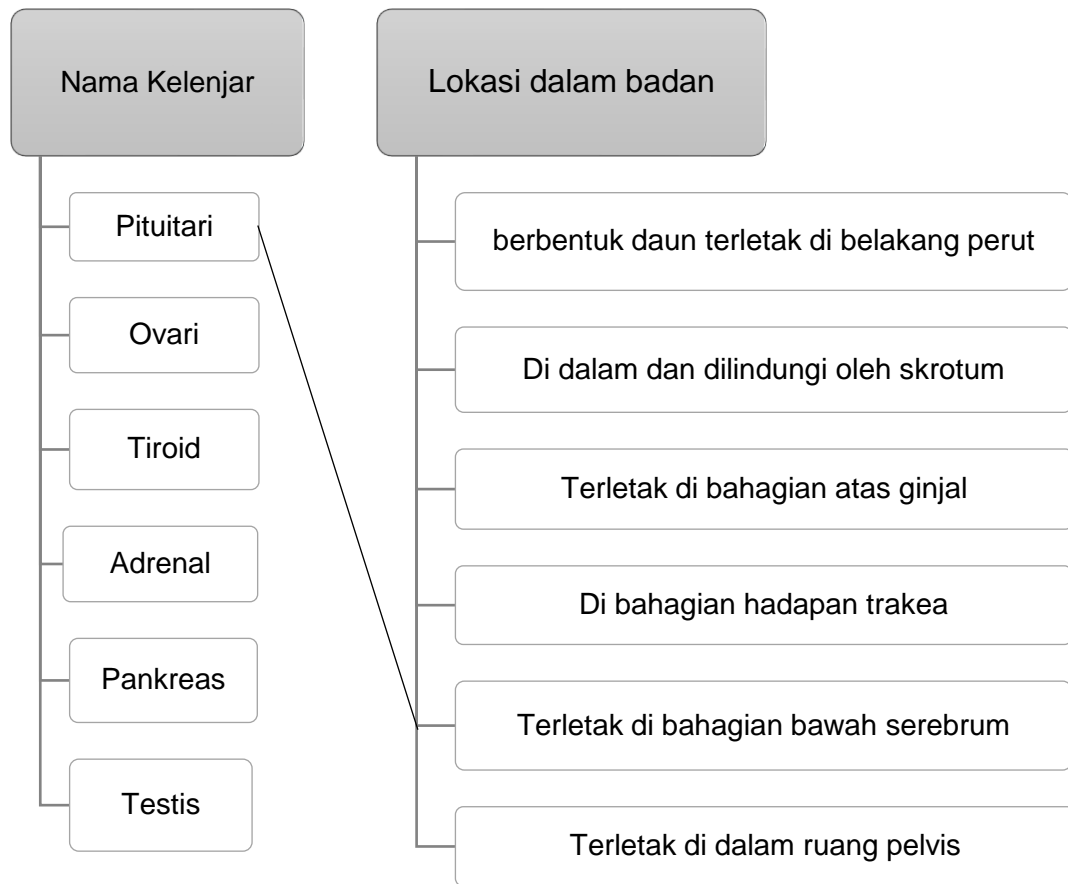 Nama Kelenjar
Pituitari
Ovari
Tiroid
Adrenal
Pankreas
Testis
Lokasi dalam badan
berbentuk daun terletak di belakang perut
Di dalam dan dilindungi oleh skrotum
Terletak di bahagian atas ginjal
Di bahagian hadapan trakea
Terletak di bahagian bawah serebrum
Terletak di dalam ruang pelvis